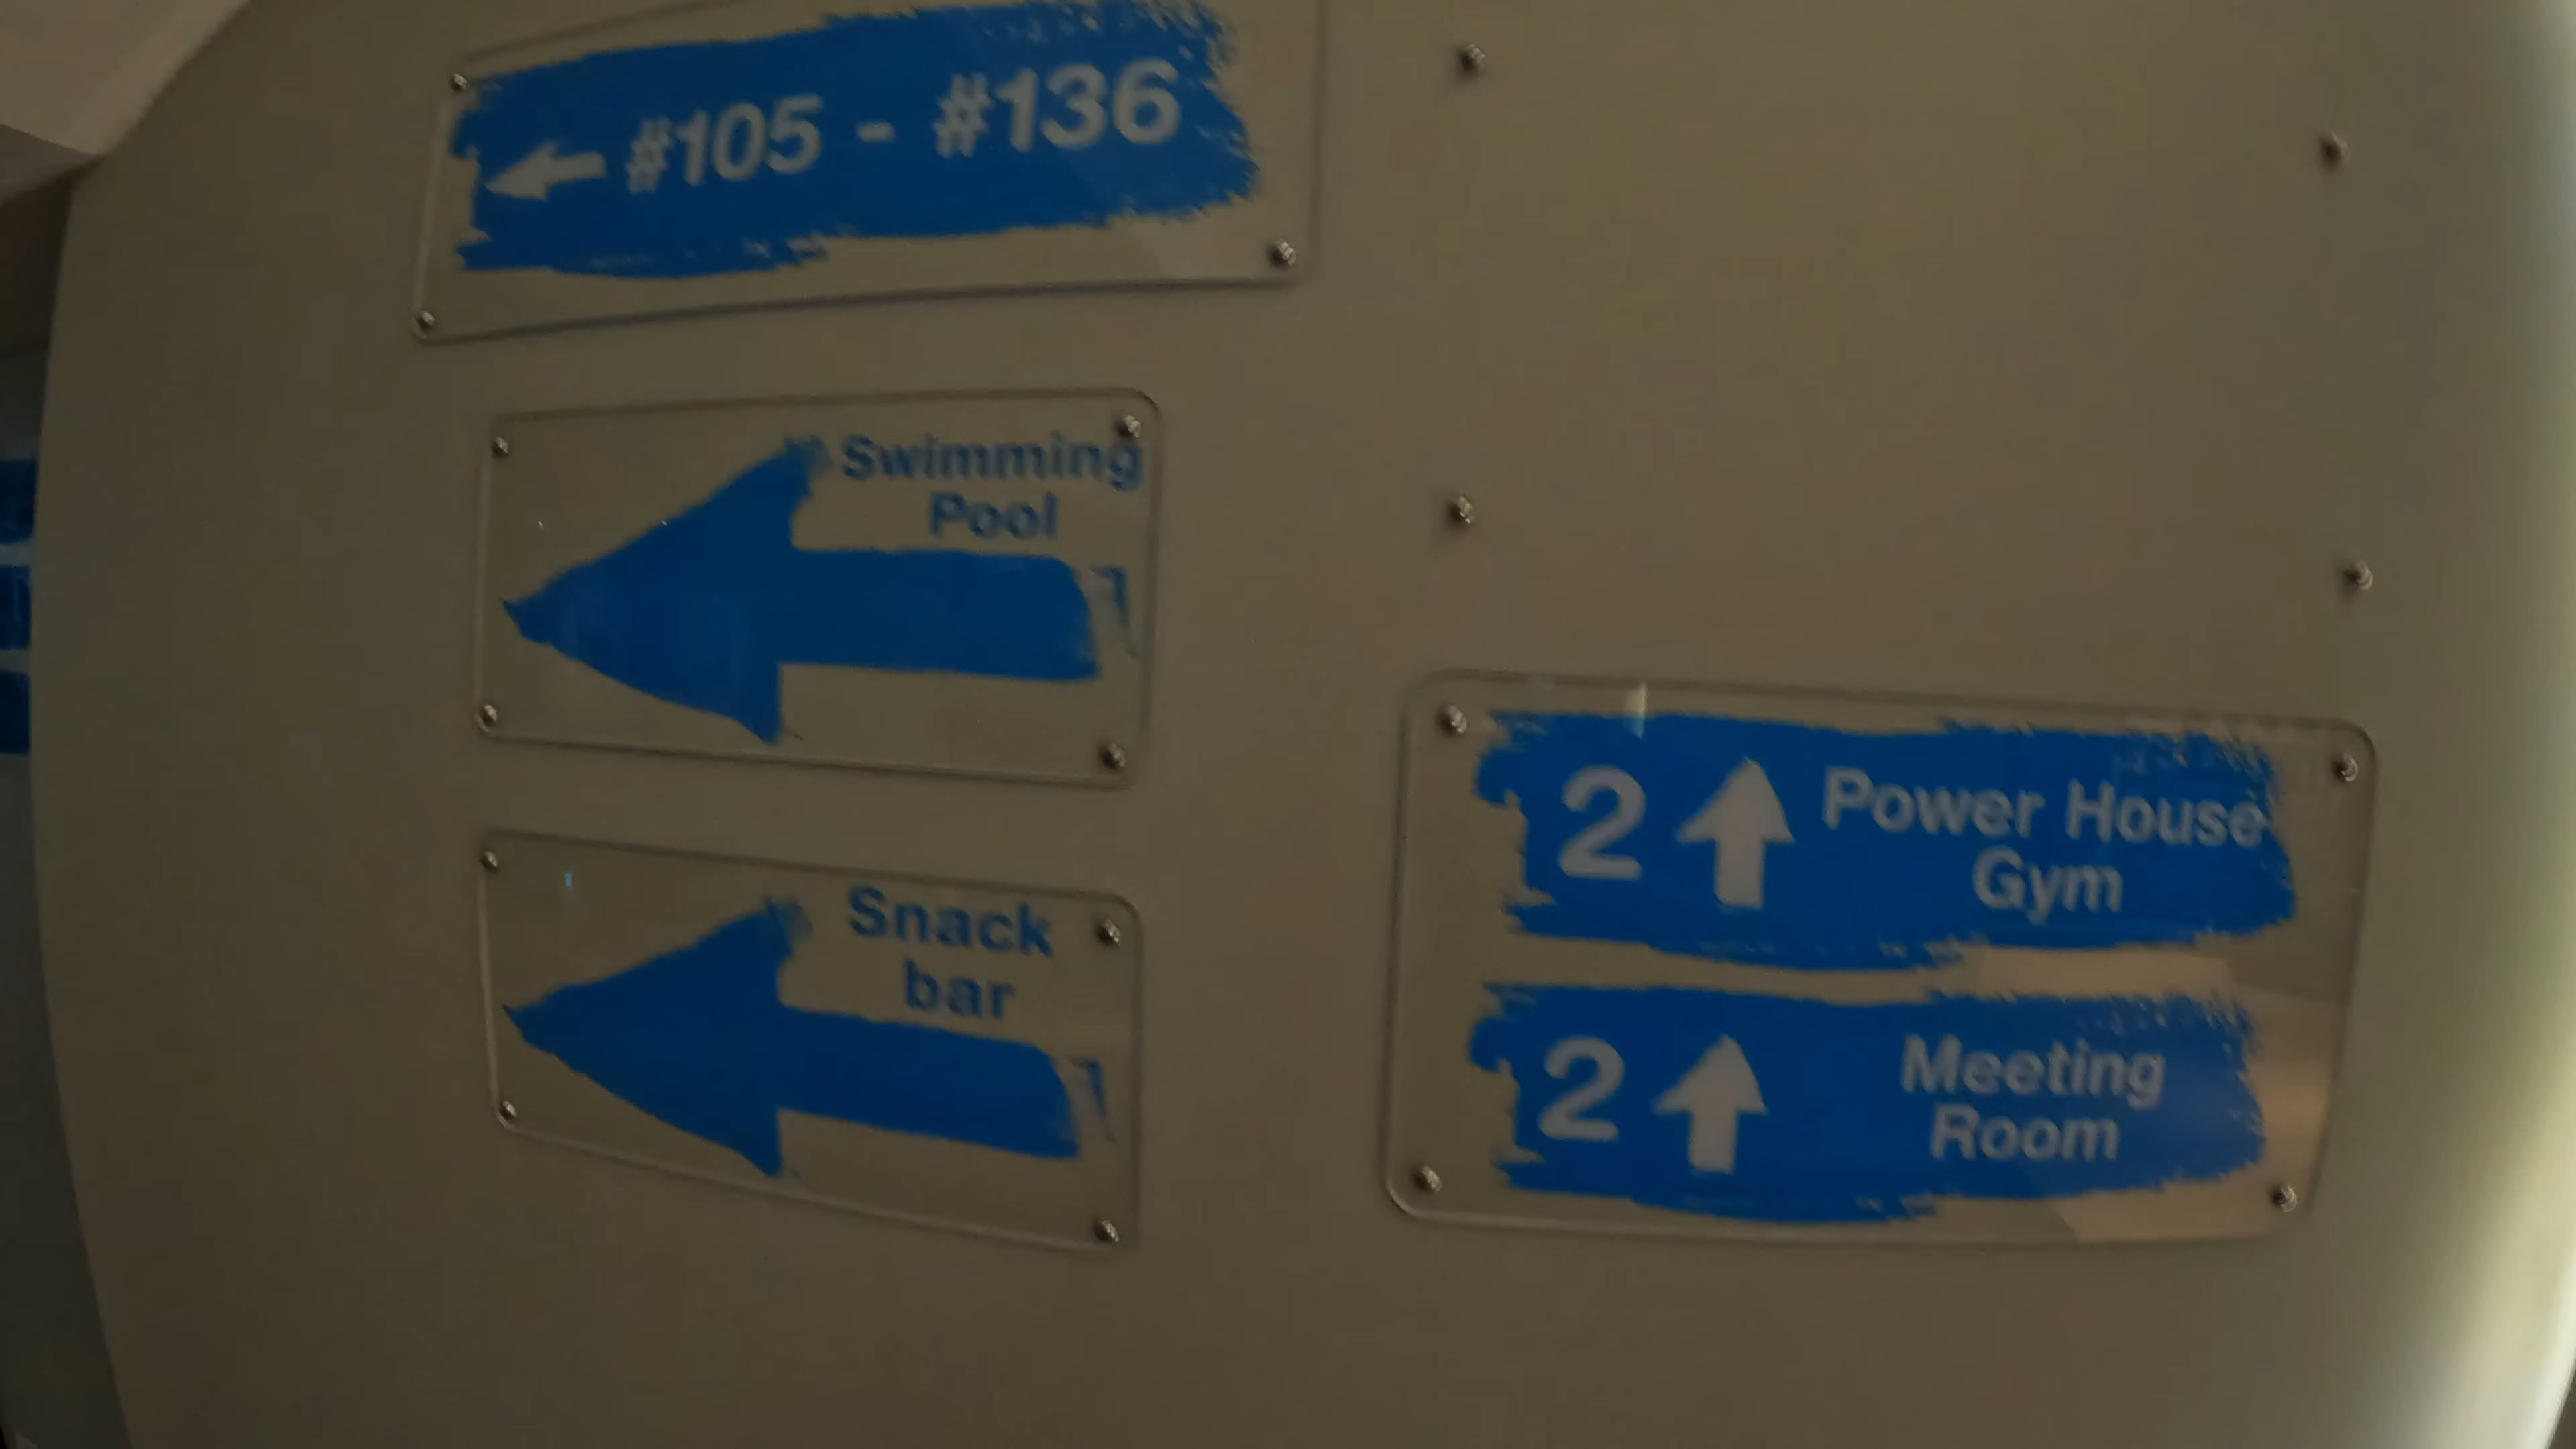 ← #105 - #136
Swimming
Pool
Snack
bar
2 ↑ Power House
Gym
2 ↑ Meeting
Room